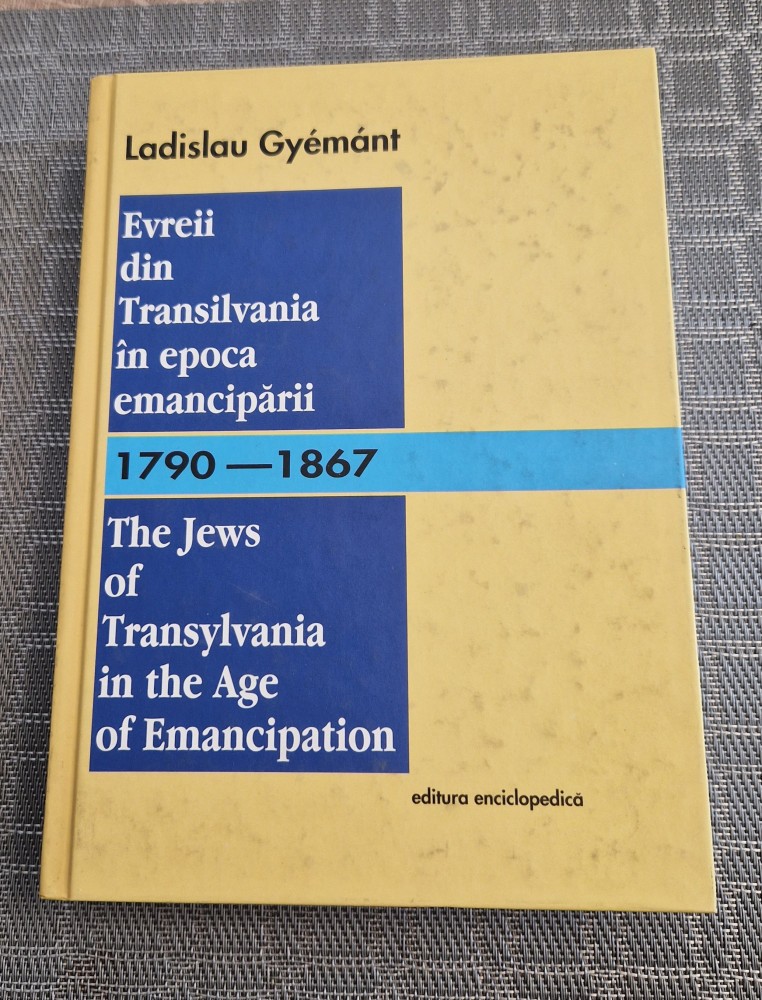 Ladislau Gyémánt
Evreii
din
Transilvania
în epoca
emancipării
1790 — 1867
The Jews
of
Transylvania
in the Age
of Emancipation
editura enciclopedică